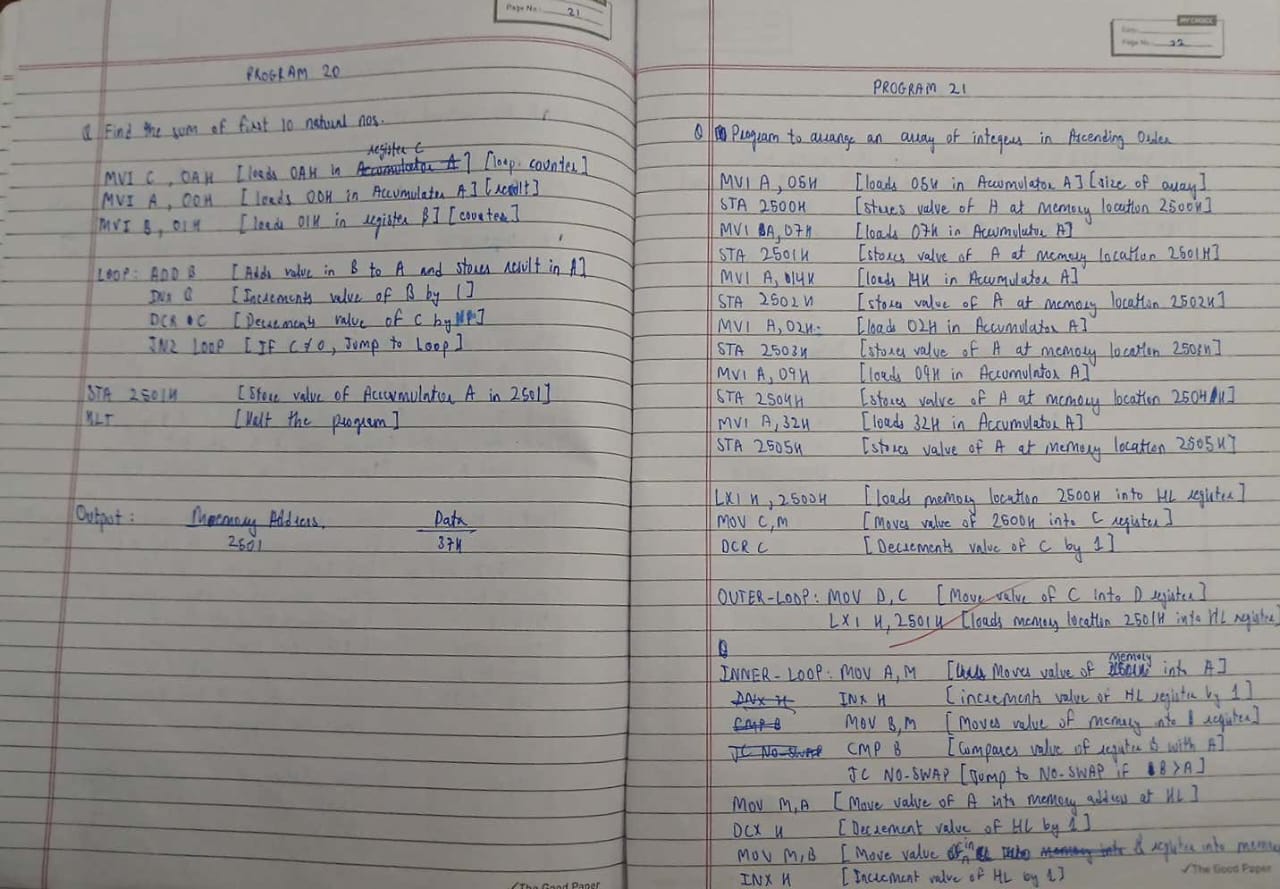 Page No: 21
PROGRAM 20
Q Find the sum of first 10 natural nos.
register C
MVI C, 0AH [loads 0AH in Accumulator A] [loop counter]
MVI A, 00H [loads 00H in Accumulator A] [result]
MVI B, 01H [loads 01H in register B] [counter]
LOOP: ADD B [Adds value in B to A and stores result in A]
INX B [Increments value of B by 1]
DCR C [Decrements value of C by 1]
JNZ LOOP [IF C≠0, Jump to Loop]
STA 2501H [Store value of Accumulator A in 2501]
HLT [Halt the program]
Output: Memory Address Data
2501 37H
The Good Paper
MY CHOICE
Date:
Page No. 22
PROGRAM 21
Q Program to arrange an array of integers in Ascending Order
MVI A, 05H [loads 05H in Accumulator A] [size of array]
STA 2500H [stores value of A at memory location 2500H]
MVI A, 07H [loads 07H in Accumulator A]
STA 2501H [stores value of A at memory location 2501H]
MVI A, 14H [loads 14H in Accumulator A]
STA 2502H [stores value of A at memory location 2502H]
MVI A, 02H [loads 02H in Accumulator A]
STA 2503H [stores value of A at memory location 2503H]
MVI A, 09H [loads 09H in Accumulator A]
STA 2504H [stores value of A at memory location 2504H]
MVI A, 32H [loads 32H in Accumulator A]
STA 2505H [stores value of A at memory location 2505H]
LXI H, 2500H [loads memory location 2500H into HL register]
MOV C, M [Moves value of 2500H into C register]
DCR C [Decrements value of C by 1]
OUTER-LOOP: MOV D, C [Move value of C into D register]
LXI H, 2501H [loads memory location 2501H into HL register]
INNER-LOOP: MOV A, M [Moves value of memory into A]
INX H INX H [increments value of HL register by 1]
CMP B MOV B, M [Moves value of memory into B register]
JC NO-SWAP CMP B [Compares value of register B with A]
JC NO-SWAP [Jump to NO-SWAP if B > A]
MOV M, A [Move value of A into memory address at HL]
DCX H [Decrement value of HL by 1]
MOV M, B [Move value in memory into B register into
INX H [Increment value of HL by 1]
The Good Paper